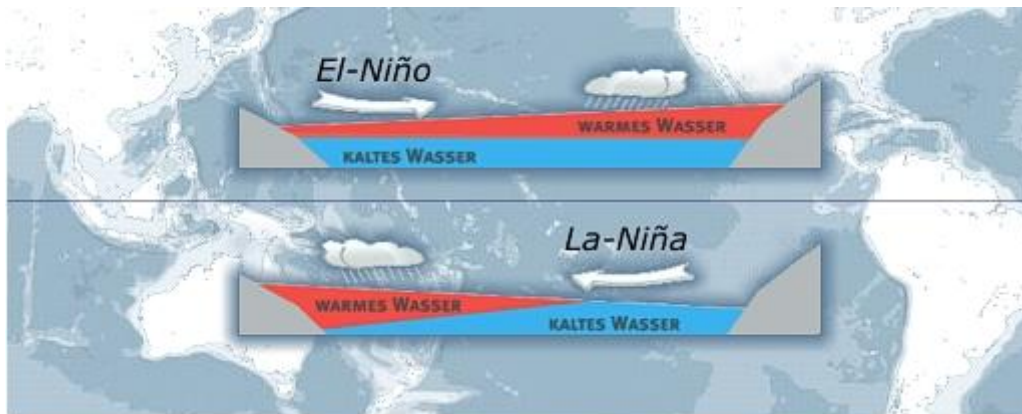 El-Niño
WARMES WASSER
KALTES WASSER
La-Niña
WARMES WASSER
KALTES WASSER